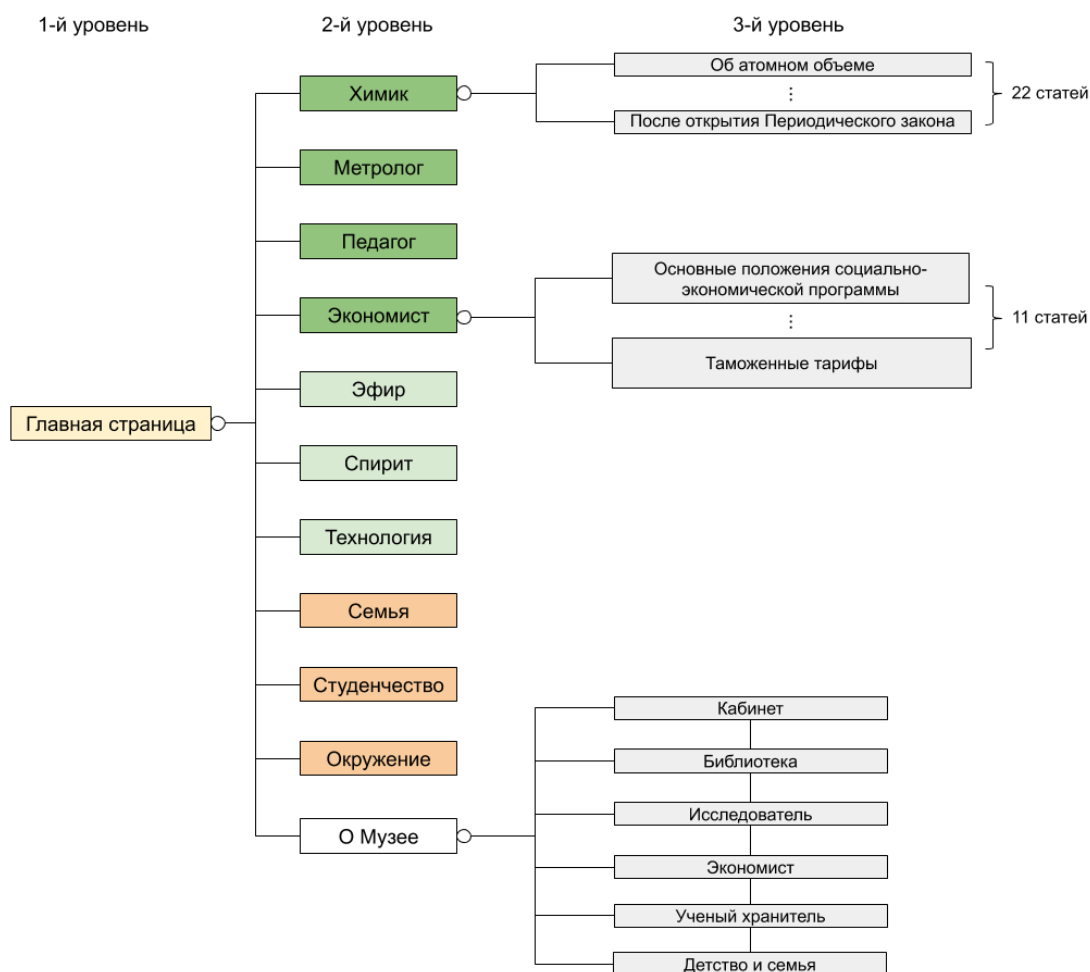 1-й уровень
2-й уровень
3-й уровень
Главная страница
Химик
Метролог
Педагог
Экономист
Эфир
Спирит
Технология
Семья
Студенчество
Окружение
О Музее
Об атомном объеме
⋮
После открытия Периодического закона
22 статей
Основные положения социально-
экономической программы
⋮
Таможенные тарифы
11 статей
Кабинет
Библиотека
Исследователь
Экономист
Ученый хранитель
Детство и семья